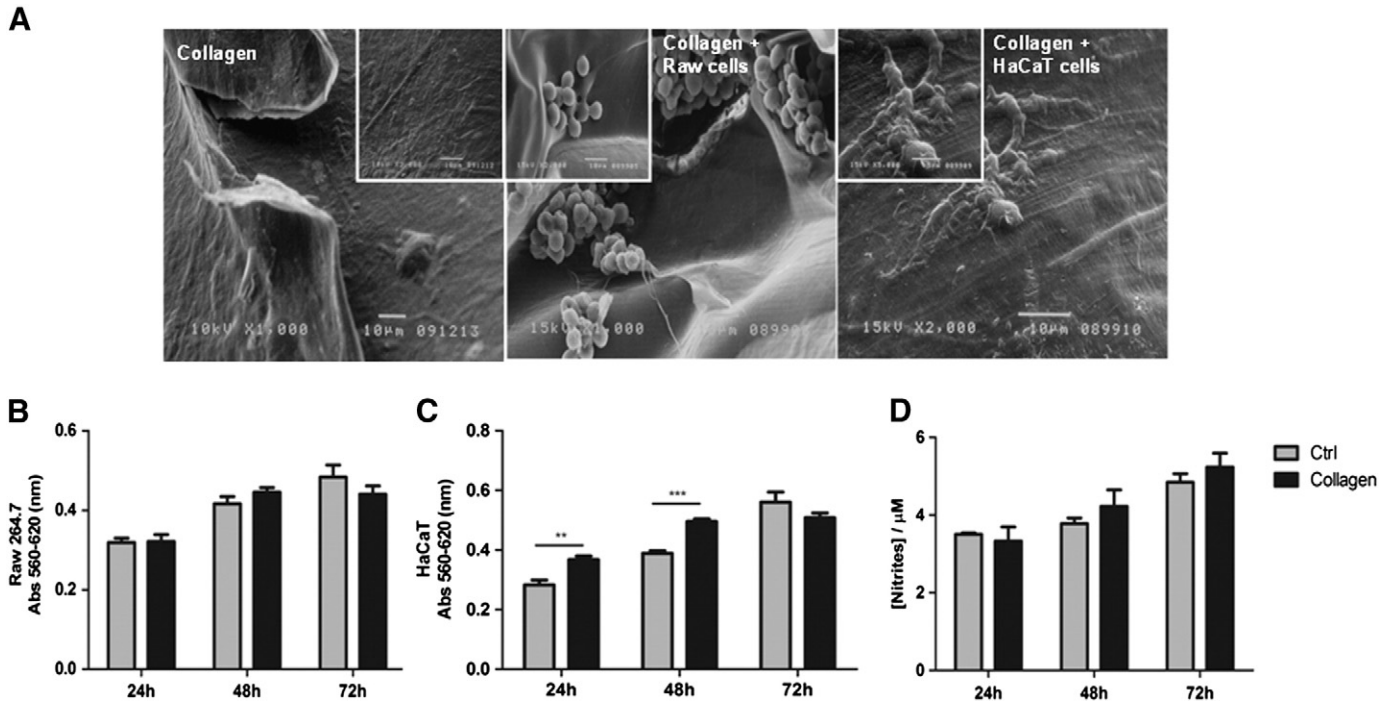 A
Collagen
Collagen +
Raw cells
Collagen +
HaCaT cells
10kV X1,000 10µm 091213
15kV X2,000 10µm 089910
B
Raw 264.7
Abs 560-620 (nm)
0.6
0.4
0.2
0.0
24h
48h
72h
C
HaCaT
Abs 560-620 (nm)
0.8
0.6
0.4
0.2
0.0
**
***
24h
48h
72h
D
[Nitrites] / µM
6
4
2
0
24h
48h
72h
Ctrl
Collagen